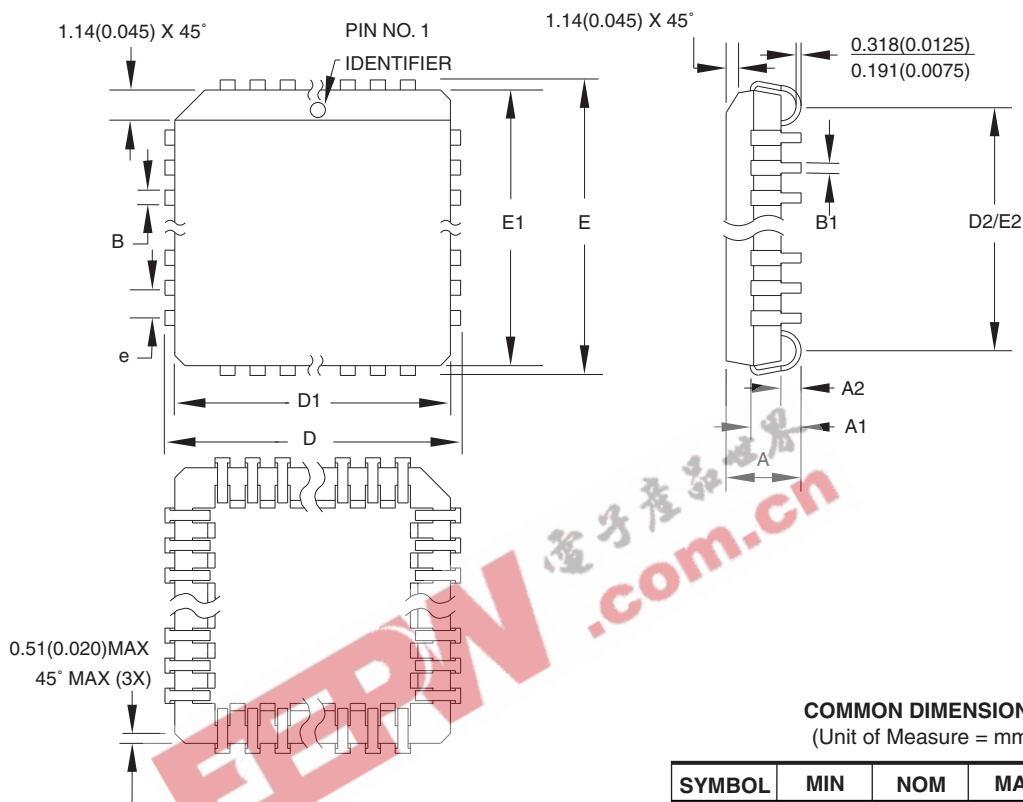 1.14(0.045) X 45˚
PIN NO. 1
IDENTIFIER
1.14(0.045) X 45˚
0.318(0.0125)
0.191(0.0075)
B
e
E1
E
B1
D2/E2
D1
D
A2
A1
A
0.51(0.020)MAX
45˚ MAX (3X)
電子產品世界
.com.cn
EEPW
COMMON DIMENSION
(Unit of Measure = mm
SYMBOL MIN NOM MA